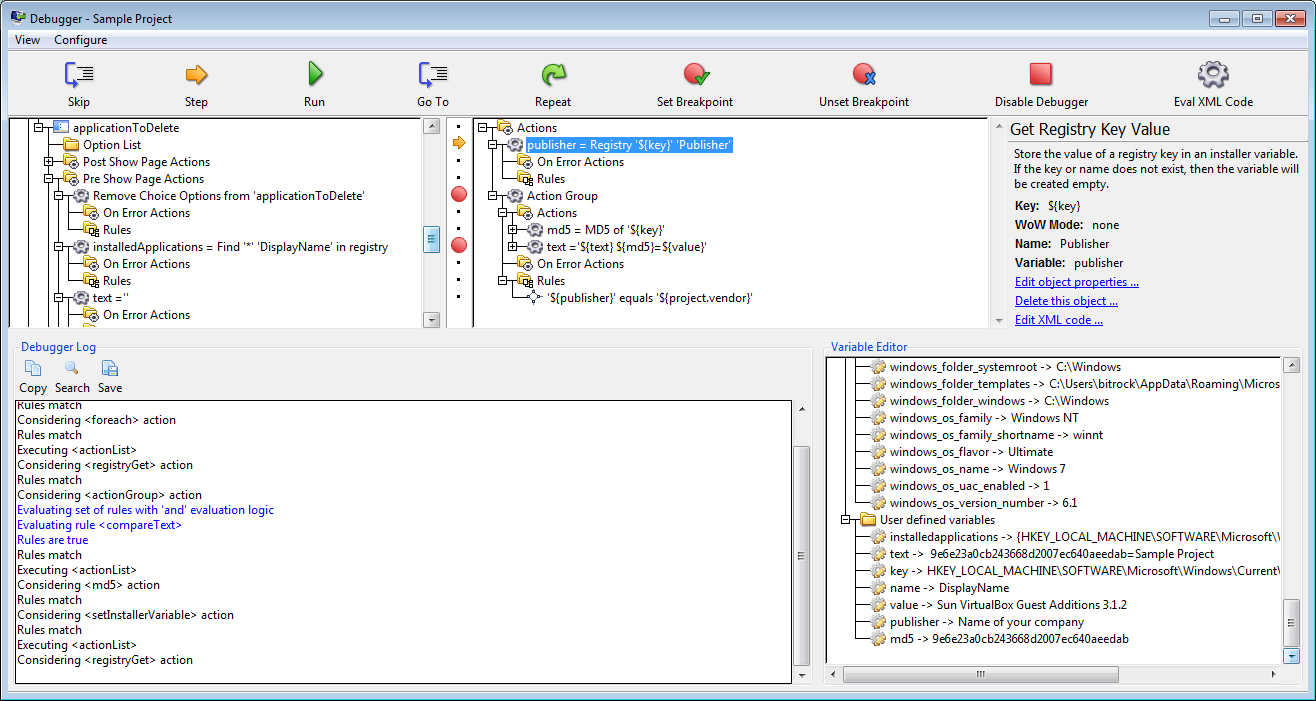 Debugger - Sample Project
View Configure
Skip Step Run Go To Repeat Set Breakpoint Unset Breakpoint Disable Debugger Eval XML Code
applicationToDelete
Option List
Post Show Page Actions
Pre Show Page Actions
Remove Choice Options from 'applicationToDelete'
On Error Actions
Rules
installedApplications = Find '*' 'DisplayName' in registry
On Error Actions
Rules
text =''
On Error Actions
Actions
publisher = Registry '${key}' 'Publisher'
On Error Actions
Rules
Action Group
Actions
md5 = MD5 of '${key}'
text ='${text} ${md5}=${value}'
On Error Actions
Rules
'${publisher}' equals '${project.vendor}'
Get Registry Key Value
Store the value of a registry key in an installer variable.
If the key or name does not exist, then the variable will
be created empty.
Key: ${key}
WoW Mode: none
Name: Publisher
Variable: publisher
Edit object properties ...
Delete this object ...
Edit XML code ...
Debugger Log
Copy Search Save
Rules match
Considering <foreach> action
Rules match
Executing <actionList>
Considering <registryGet> action
Rules match
Considering <actionGroup> action
Evaluating set of rules with 'and' evaluation logic
Evaluating rule <compareText>
Rules are true
Rules match
Executing <actionList>
Considering <md5> action
Rules match
Considering <setInstallerVariable> action
Rules match
Executing <actionList>
Considering <registryGet> action
Variable Editor
windows_folder_systemroot -> C:\Windows
windows_folder_templates -> C:\Users\bitrock\AppData\Roaming\Micros
windows_folder_windows -> C:\Windows
windows_os_family -> Windows NT
windows_os_family_shortname -> winnt
windows_os_flavor -> Ultimate
windows_os_name -> Windows 7
windows_os_uac_enabled -> 1
windows_os_version_number -> 6.1
User defined variables
installedapplications -> {HKEY_LOCAL_MACHINE\SOFTWARE\Microsoft\\
text -> 9e6e23a0cb243668d2007ec640aeedab=Sample Project
key -> HKEY_LOCAL_MACHINE\SOFTWARE\Microsoft\Windows\Current\
name -> DisplayName
value -> Sun VirtualBox Guest Additions 3.1.2
publisher -> Name of your company
md5 -> 9e6e23a0cb243668d2007ec640aeedab